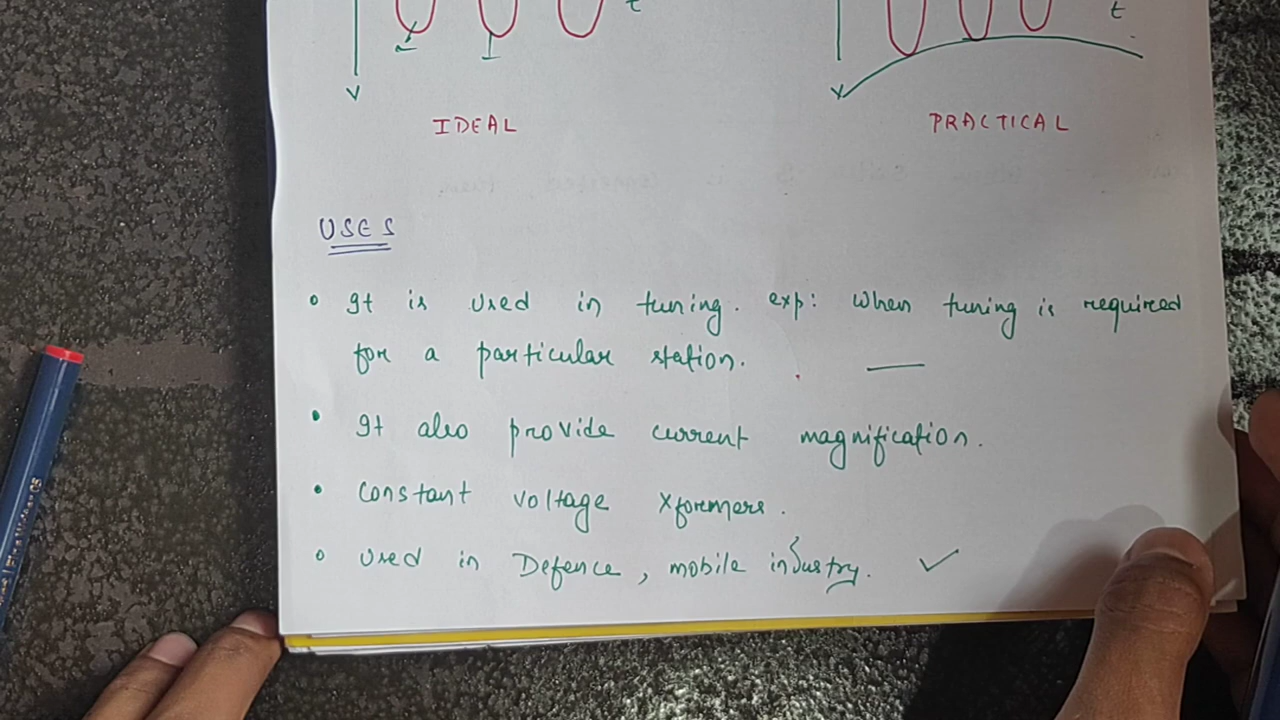 t
t
IDEAL
PRACTICAL
USES
It is used in tuning. exp: when tuning is required
for a particular station.
It also provide current magnification.
constant voltage xformers.
used in Defence, mobile industry.